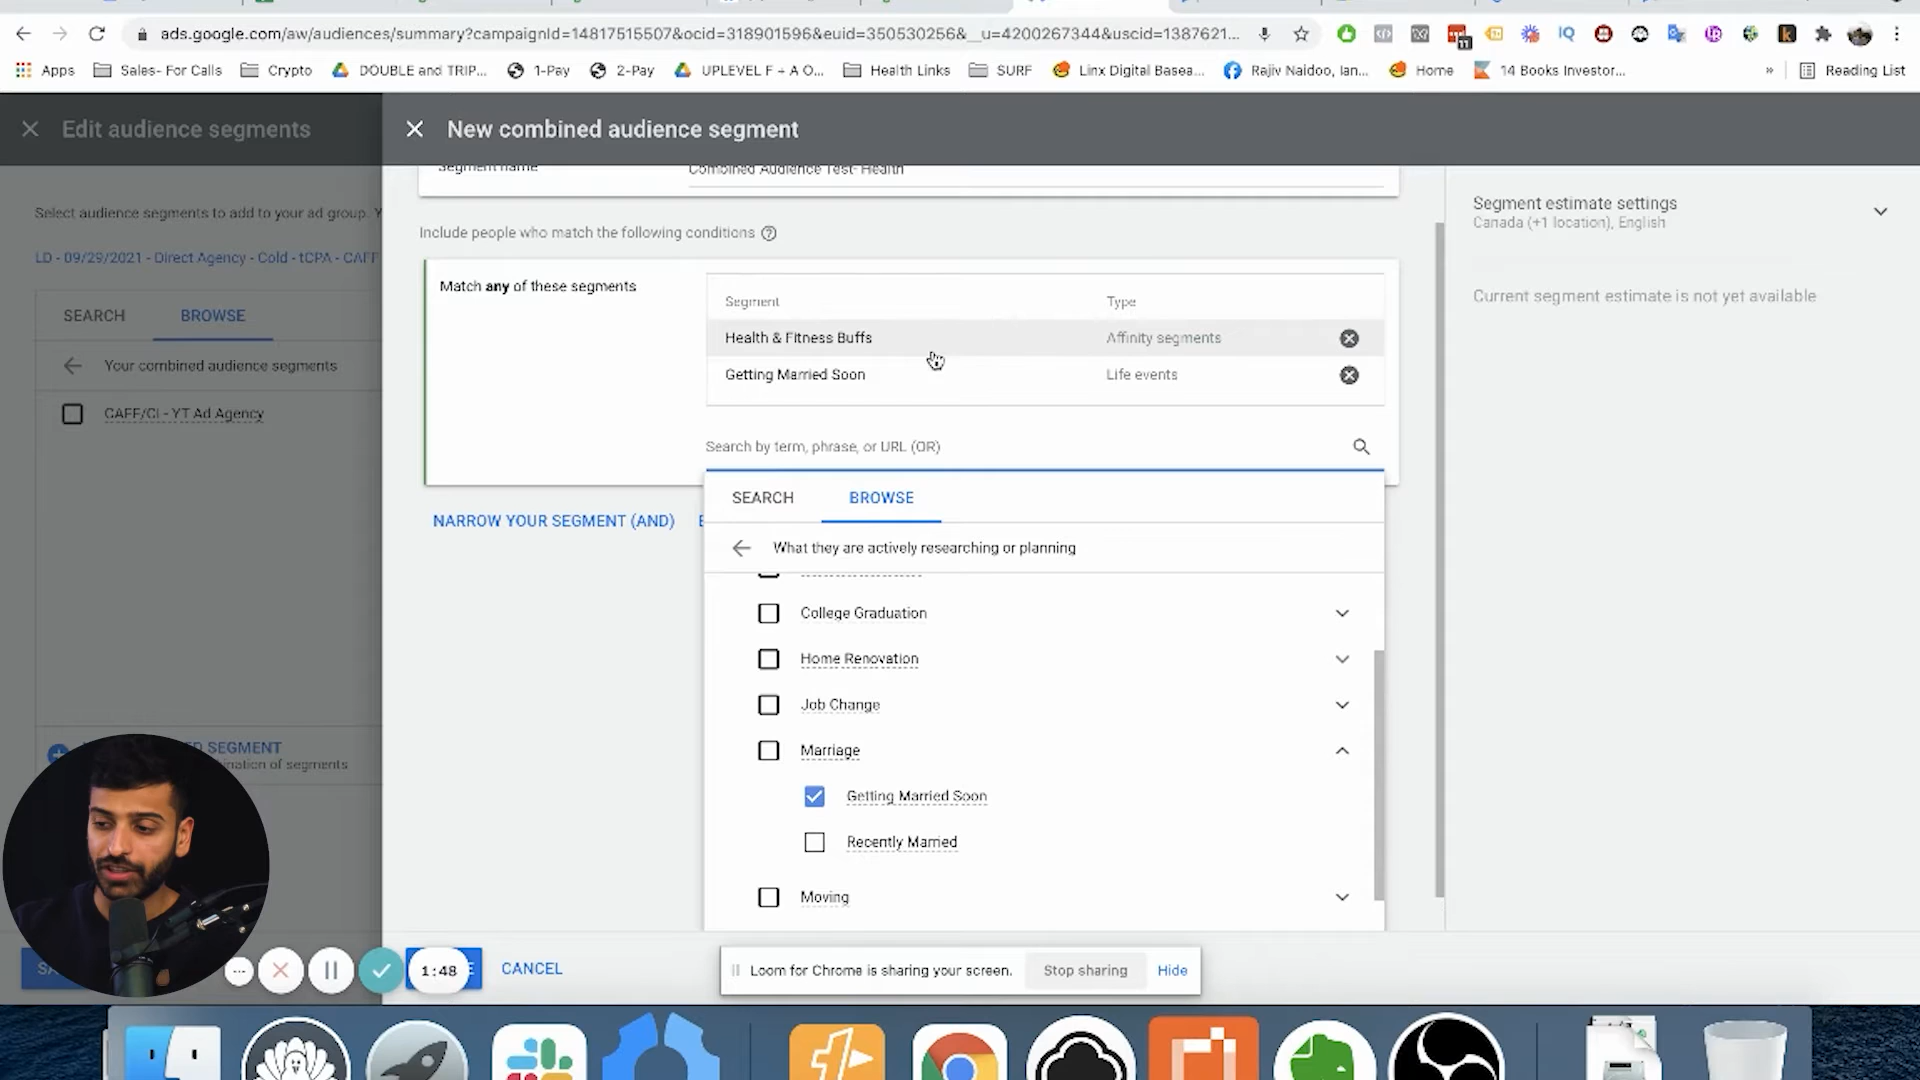 ads.google.com/aw/audiences/summary?campaignId=14817515507&ocid=318901596&euid=350530256&__u=4200267344&uscid=1387621...
11
Apps
Sales- For Calls
Crypto
DOUBLE and TRIP...
1-Pay
2-Pay
UPLEVEL F + A O...
Health Links
SURF
Linx Digital Basea...
Rajiv Naidoo, Ian...
Home
14 Books Investor...
»
Reading List
Edit audience segments
New combined audience segment
Segment name
Combined Audience Test- Health
Select audience segments to add to your ad group. Y
Include people who match the following conditions
LD - 09/29/2021 - Direct Agency - Cold - tCPA - CAFF
SEARCH
BROWSE
Your combined audience segments
CAFF/CI - YT Ad Agency
Match any of these segments
Segment
Type
Health & Fitness Buffs
Affinity segments
Getting Married Soon
Life events
Search by term, phrase, or URL (OR)
SEARCH
BROWSE
NARROW YOUR SEGMENT (AND)
What they are actively researching or planning
College Graduation
Home Renovation
Job Change
Marriage
Getting Married Soon
Recently Married
Moving
Segment estimate settings
Canada (+1 location), English
Current segment estimate is not yet available
SEGMENT
bination of segments
1:48
CANCEL
Loom for Chrome is sharing your screen.
Stop sharing
Hide